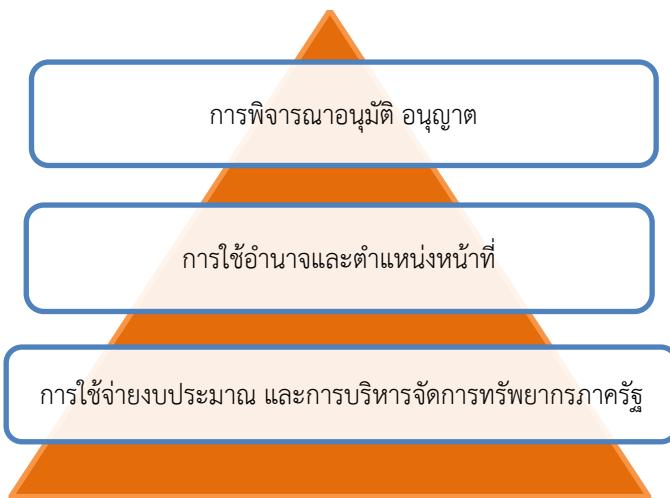 การพิจารณาอนุมัติ อนุญาต
การใช้อำนาจและตำแหน่งหน้าที่
การใช้จ่ายงบประมาณ และการบริหารจัดการทรัพยากรภาครัฐ